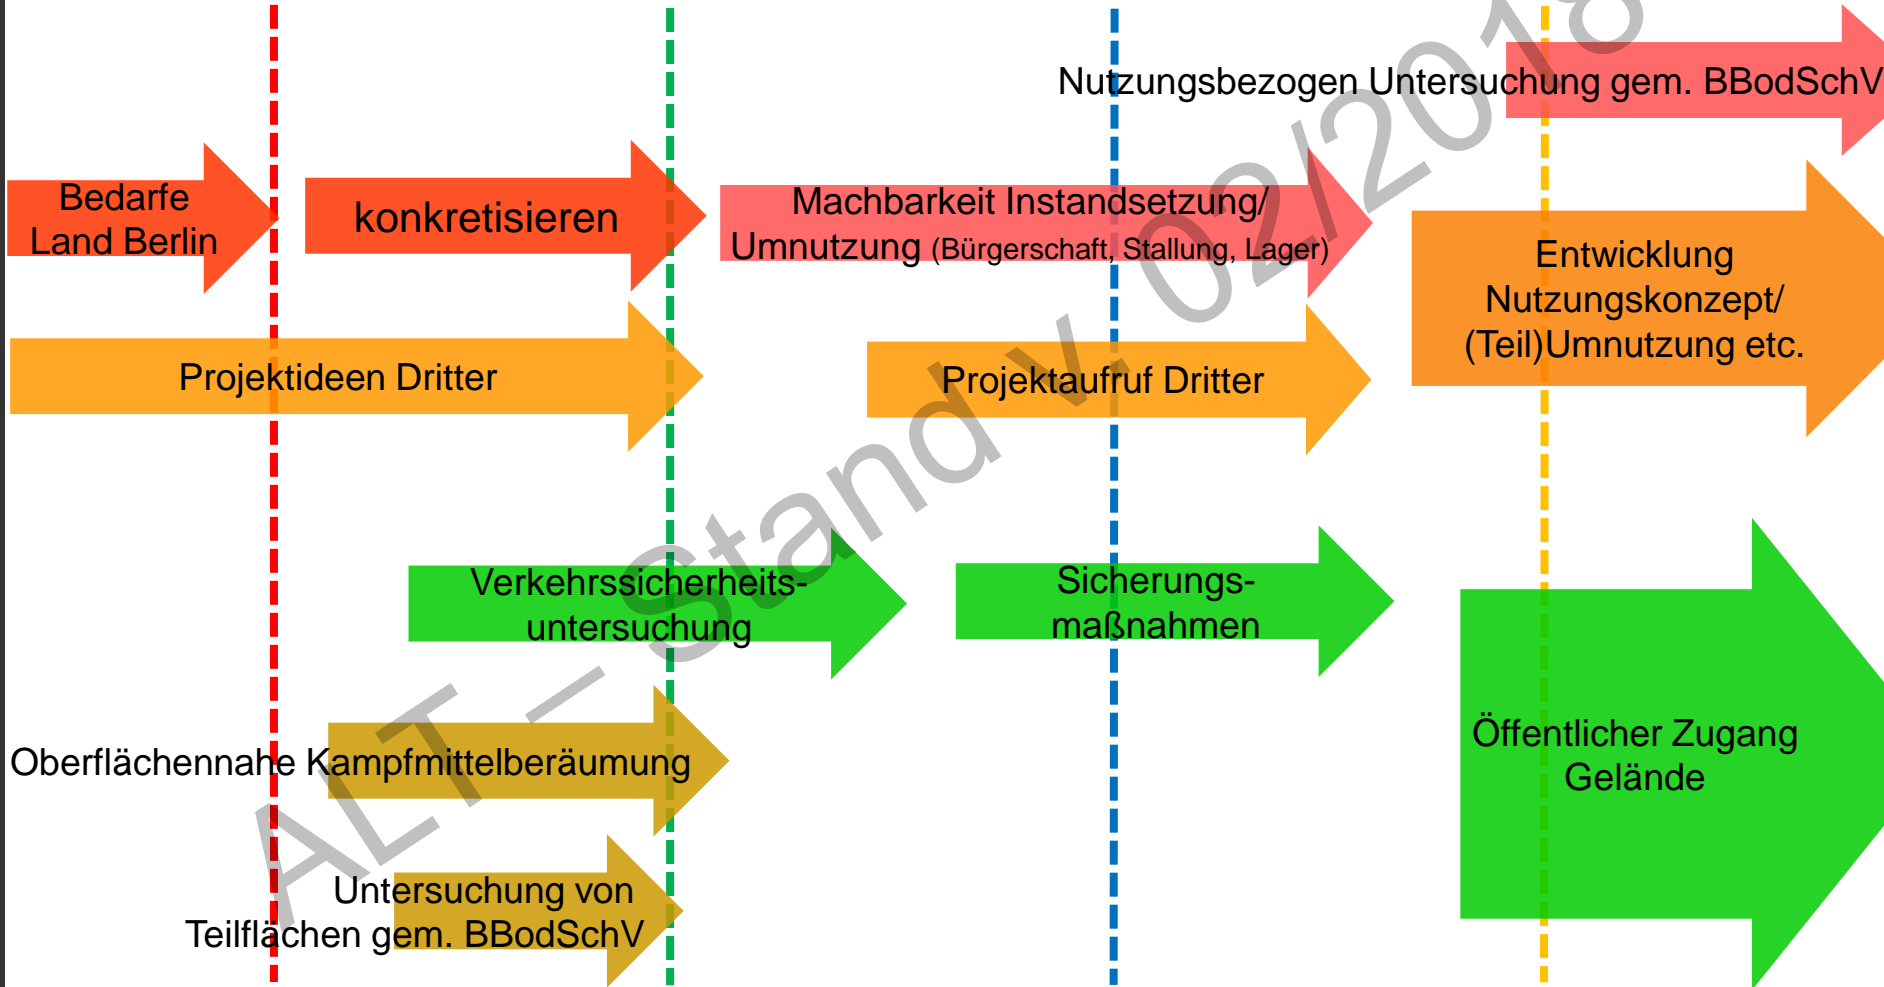 Nutzungsbezogen Untersuchung gem. BBodSchV
Bedarfe
Land Berlin
konkretisieren
Machbarkeit Instandsetzung/
Umnutzung (Bürgerschaft, Stallung, Lager)
Entwicklung
Nutzungskonzept/
(Teil)Umnutzung etc.
Projektideen Dritter
Projektaufruf Dritter
Verkehrssicherheits-
untersuchung
Sicherungs-
maßnahmen
Oberflächennahe Kampfmittelberäumung
Öffentlicher Zugang
Gelände
Untersuchung von
Teilflächen gem. BBodSchV
ALT – Stand v. 02/2018